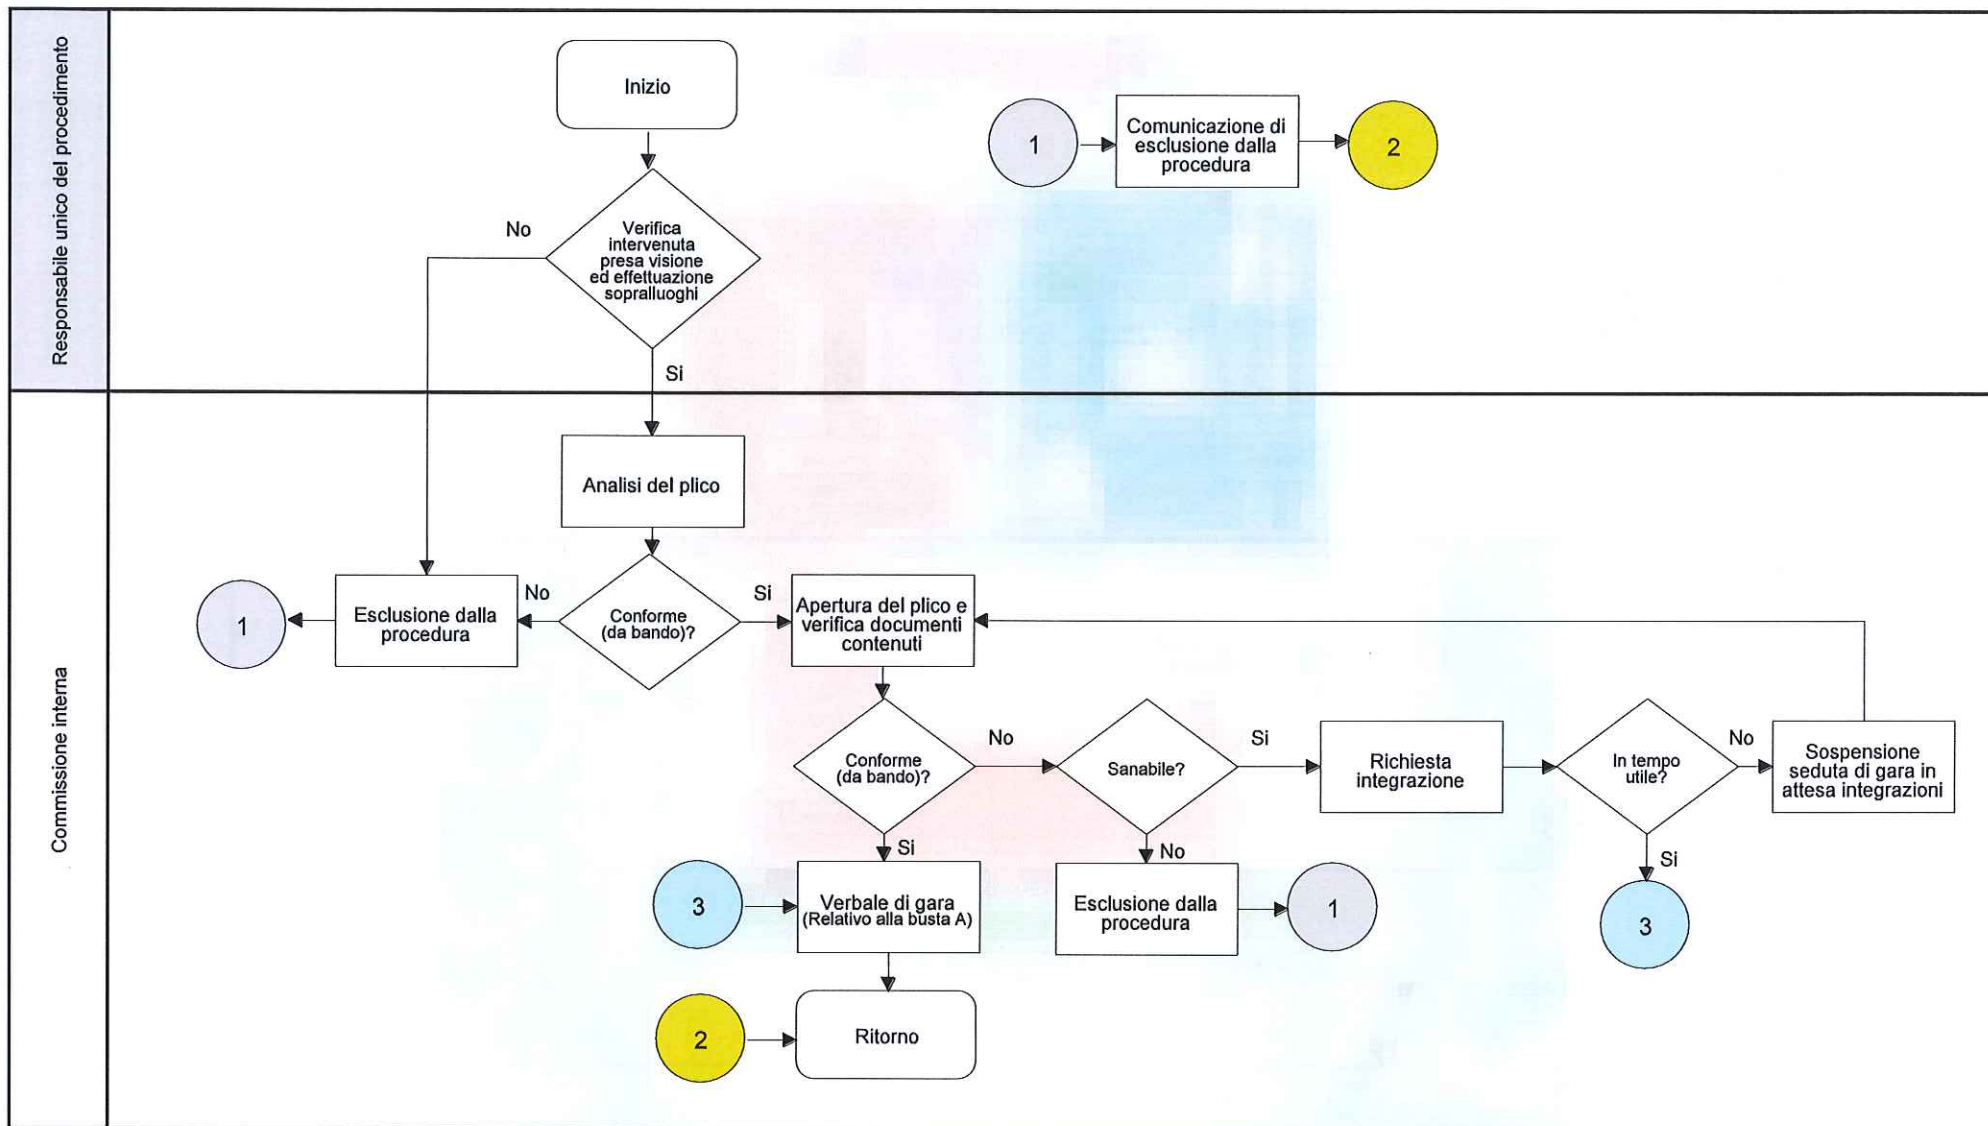 Responsabile unico del procedimento
Inizio
1
Comunicazione di
esclusione dalla
procedura
2
No
Verifica
intervenuta
presa visione
ed effettuazione
sopralluoghi
Si
Commissione interna
Analisi del plico
1
Esclusione dalla
procedura
No
Conforme
(da bando)?
Si
Apertura del plico e
verifica documenti
contenuti
Conforme
(da bando)?
No
Sanabile?
Si
Richiesta
integrazione
In tempo
utile?
No
Sospensione
seduta di gara in
attesa integrazioni
Si
No
Si
3
Verbale di gara
(Relativo alla busta A)
Esclusione dalla
procedura
1
3
2
Ritorno